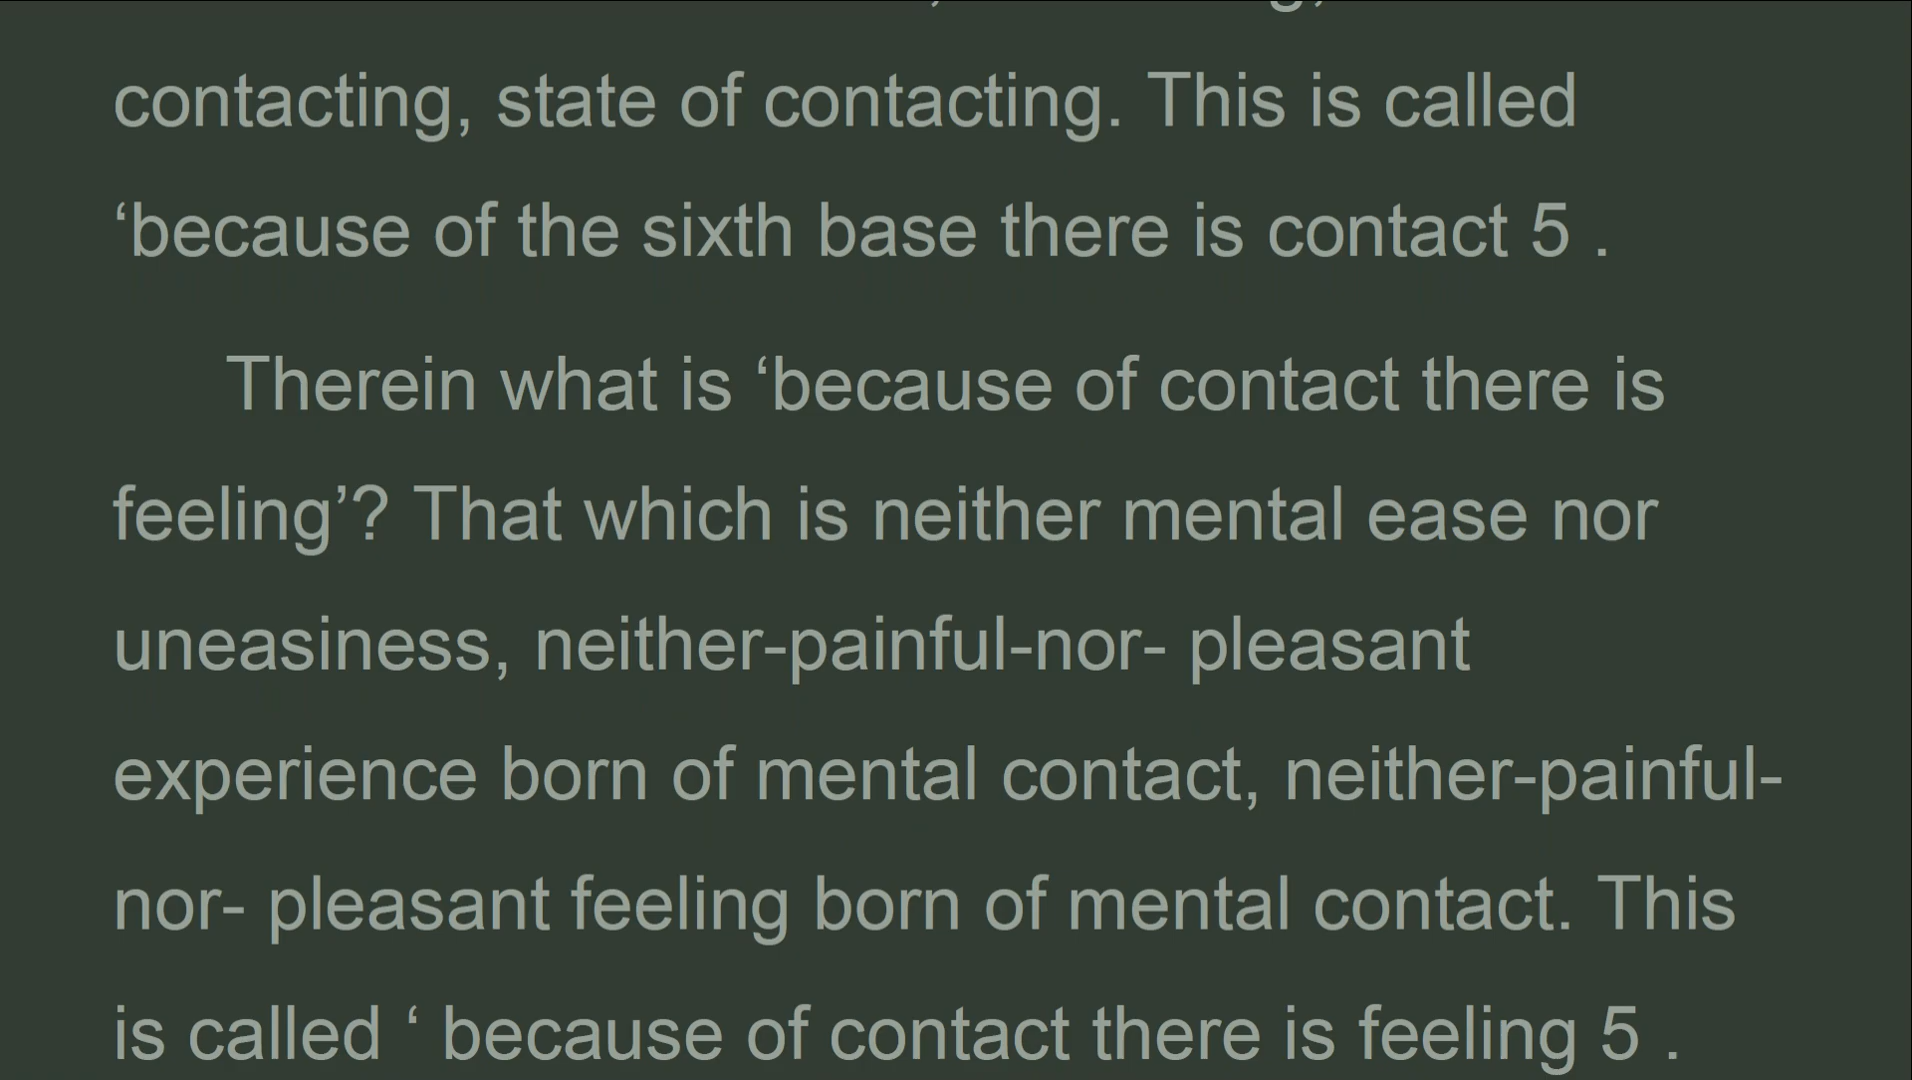 contacting, state of contacting. This is called
‘because of the sixth base there is contact 5 .
Therein what is ‘because of contact there is
feeling’? That which is neither mental ease nor
uneasiness, neither-painful-nor- pleasant
experience born of mental contact, neither-painful-
nor- pleasant feeling born of mental contact. This
is called ‘ because of contact there is feeling 5 .